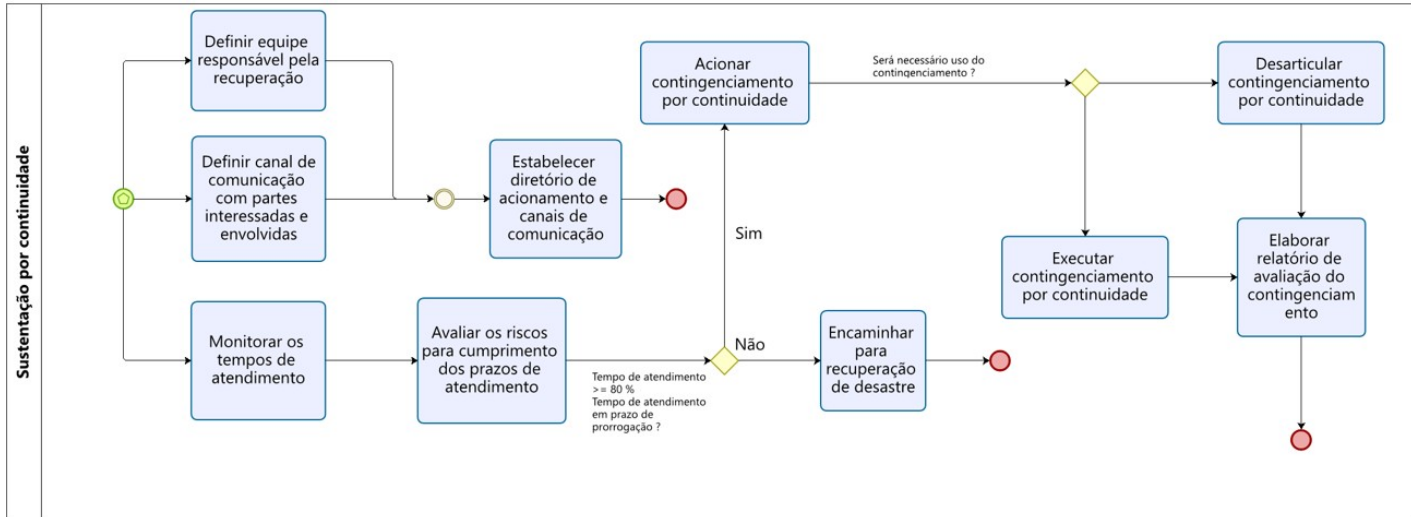 Sustentação por continuidade
Definir equipe
responsável pela
recuperação
Definir canal de
comunicação
com partes
interessadas e
envolvidas
Estabelecer
diretório de
acionamento e
canais de
comunicação
Monitorar os
tempos de
atendimento
Avaliar os riscos
para cumprimento
dos prazos de
atendimento
Tempo de atendimento
>= 80 %
Tempo de atendimento
em prazo de
prorrogação ?
Sim
Não
Acionar
contingenciamento
por continuidade
Encaminhar
para
recuperação
de desastre
Será necessário uso do
contingenciamento ?
Desarticular
contingenciamento
por continuidade
Executar
contingenciamento
por continuidade
Elaborar
relatório de
avaliação do
contingenciam
ento